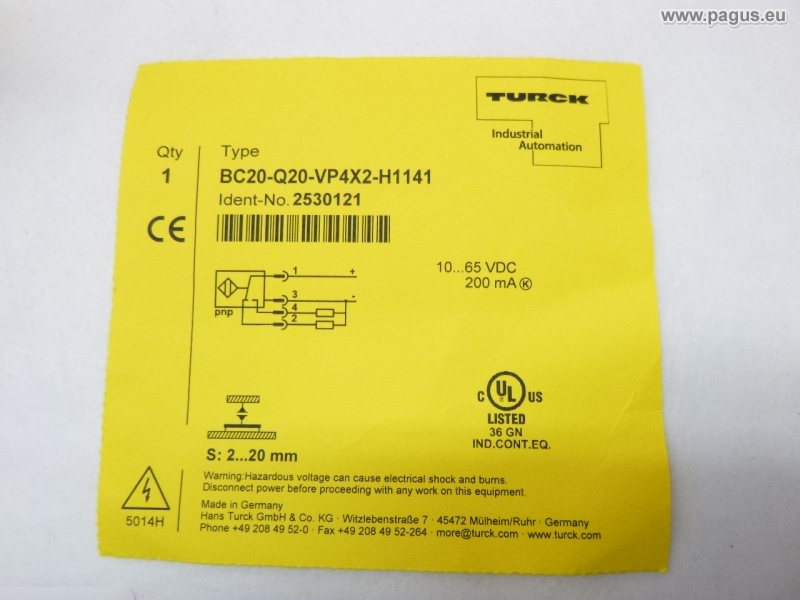 www.pagus.eu
TURCK
Industrial
Automation
Qty Type
1 BC20-Q20-VP4X2-H1141
Ident-No. 2530121
CE
10...65 VDC
200 mA K
1 +
3 -
4
2
pnp
C UL US
LISTED
36 GN
IND.CONT.EQ.
S: 2...20 mm
Warning:Hazardous voltage can cause electrical shock and burns.
Disconnect power before proceeding with any work on this equipment.
5014H
Made in Germany
Hans Turck GmbH & Co. KG · Witzlebenstraße 7 · 45472 Mülheim/Ruhr · Germany
Phone +49 208 49 52-0 · Fax +49 208 49 52-264 · more@turck.com · www.turck.com